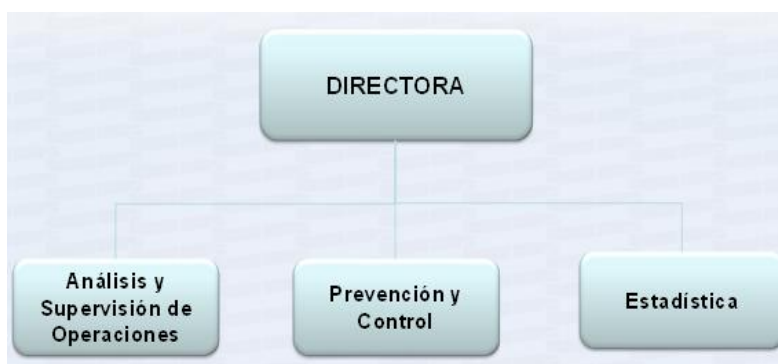 DIRECTORA
Análisis y
Supervisión de
Operaciones
Prevención y
Control
Estadística